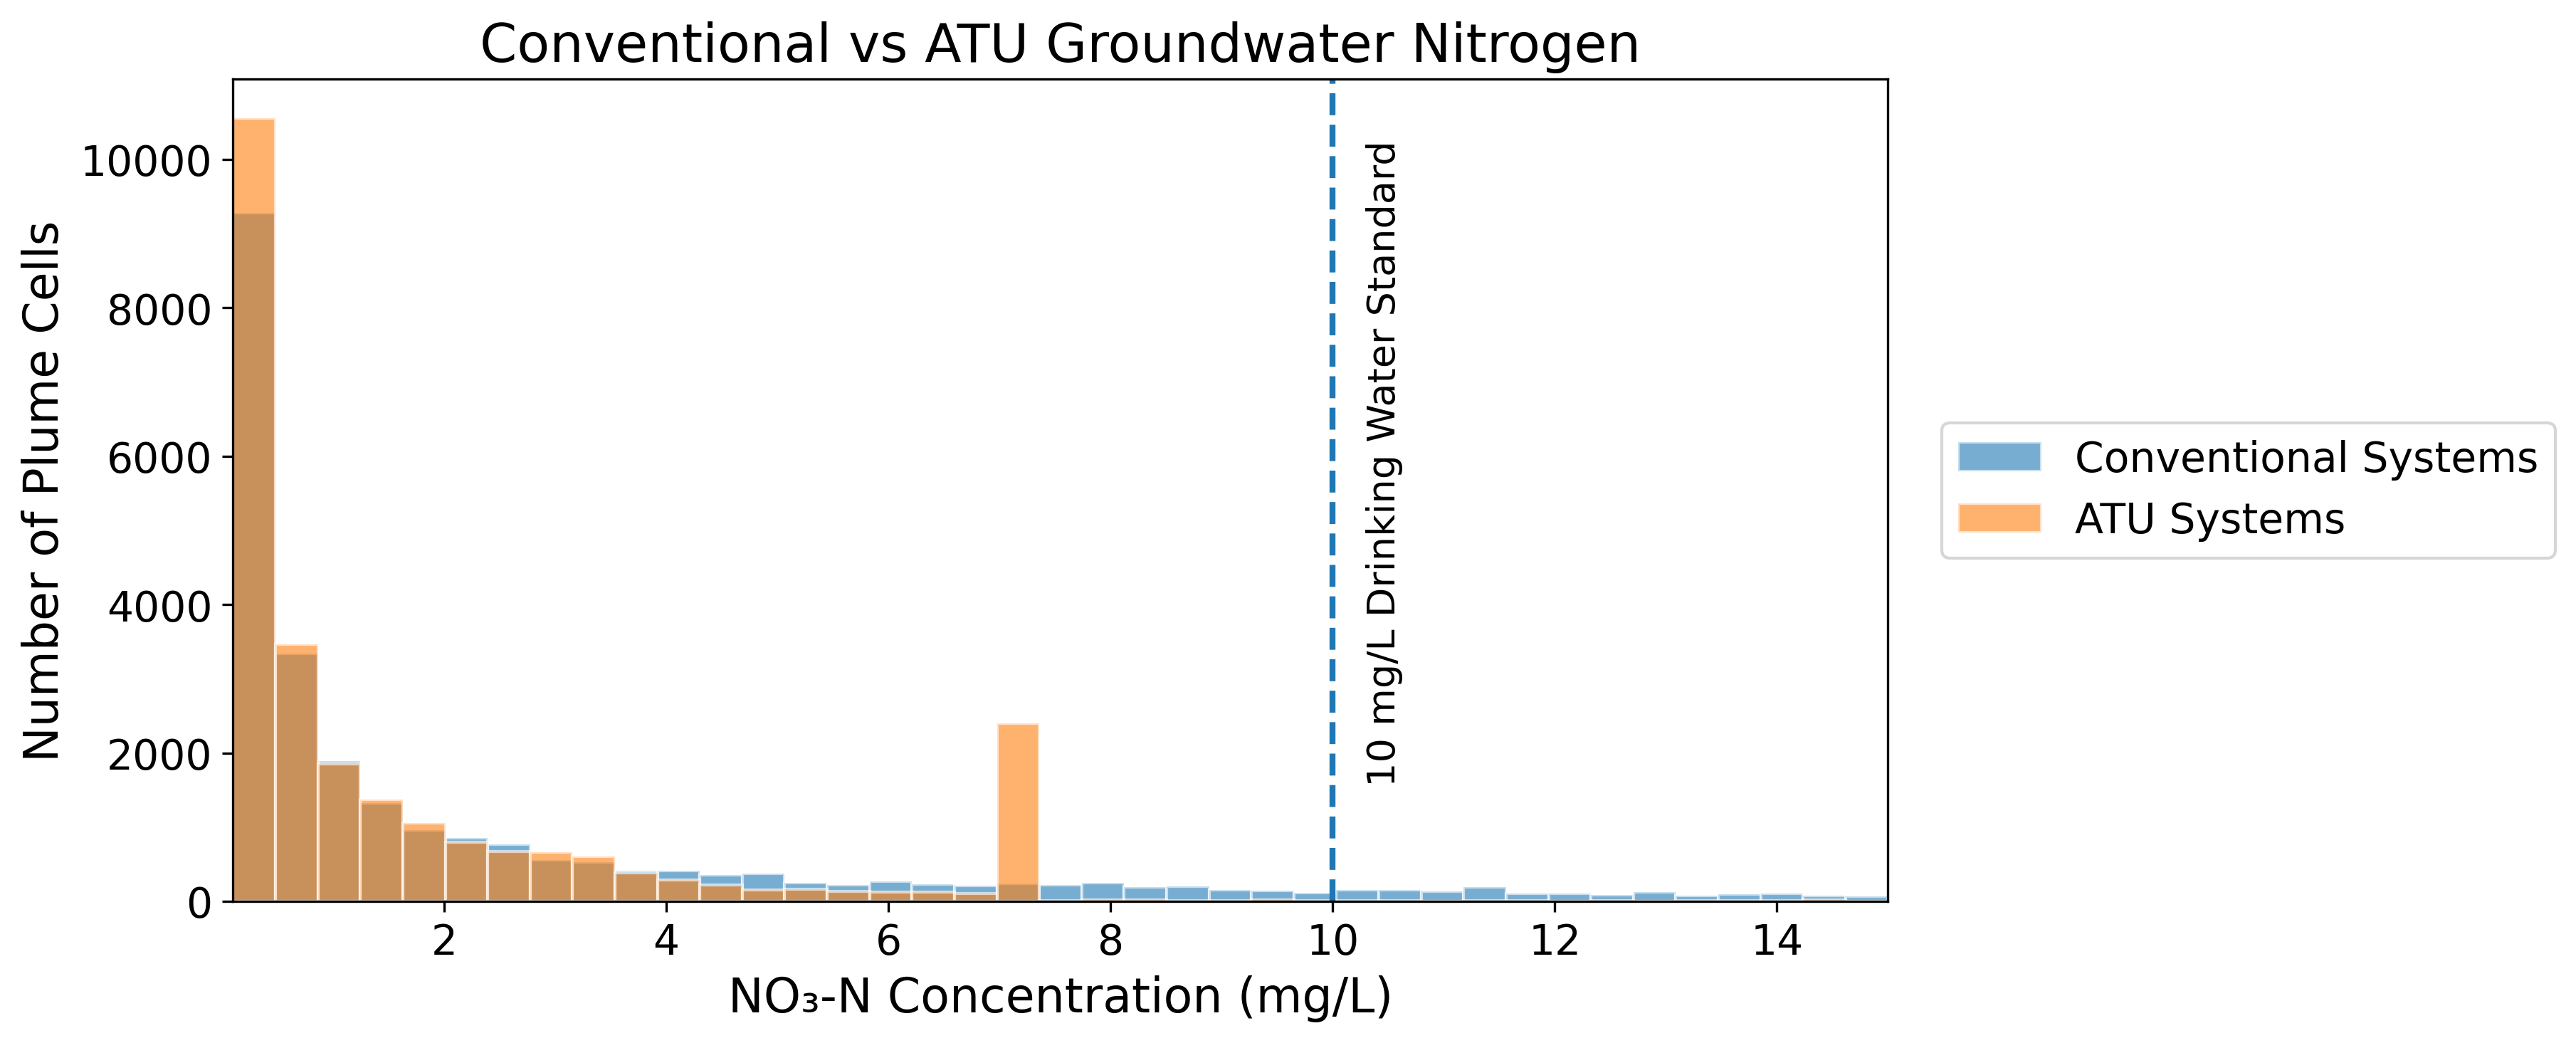 Conventional vs ATU Groundwater Nitrogen
Number of Plume Cells
10000
8000
6000
4000
2000
0
10 mg/L Drinking Water Standard
2 4 6 8 10 12 14
NO₃-N Concentration (mg/L)
Conventional Systems
ATU Systems